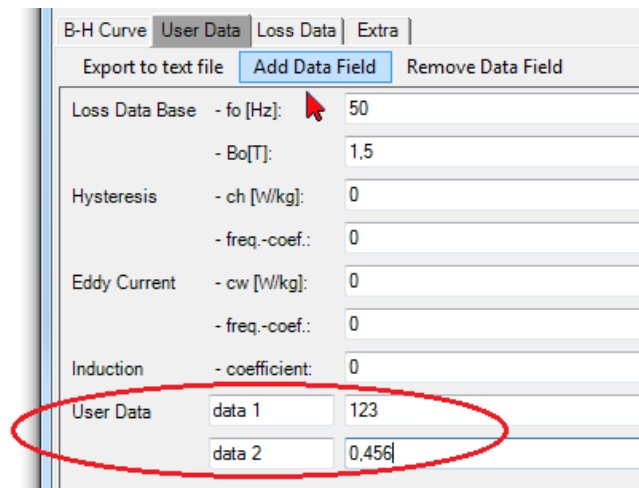 B-H Curve User Data Loss Data Extra
Export to text file Add Data Field Remove Data Field
Loss Data Base - fo [Hz]: 50
- Bo[T]: 1,5
Hysteresis - ch [W/kg]: 0
- freq.-coef.: 0
Eddy Current - cw [W/kg]: 0
- freq.-coef.: 0
Induction - coefficient: 0
User Data data 1 123
data 2 0,456